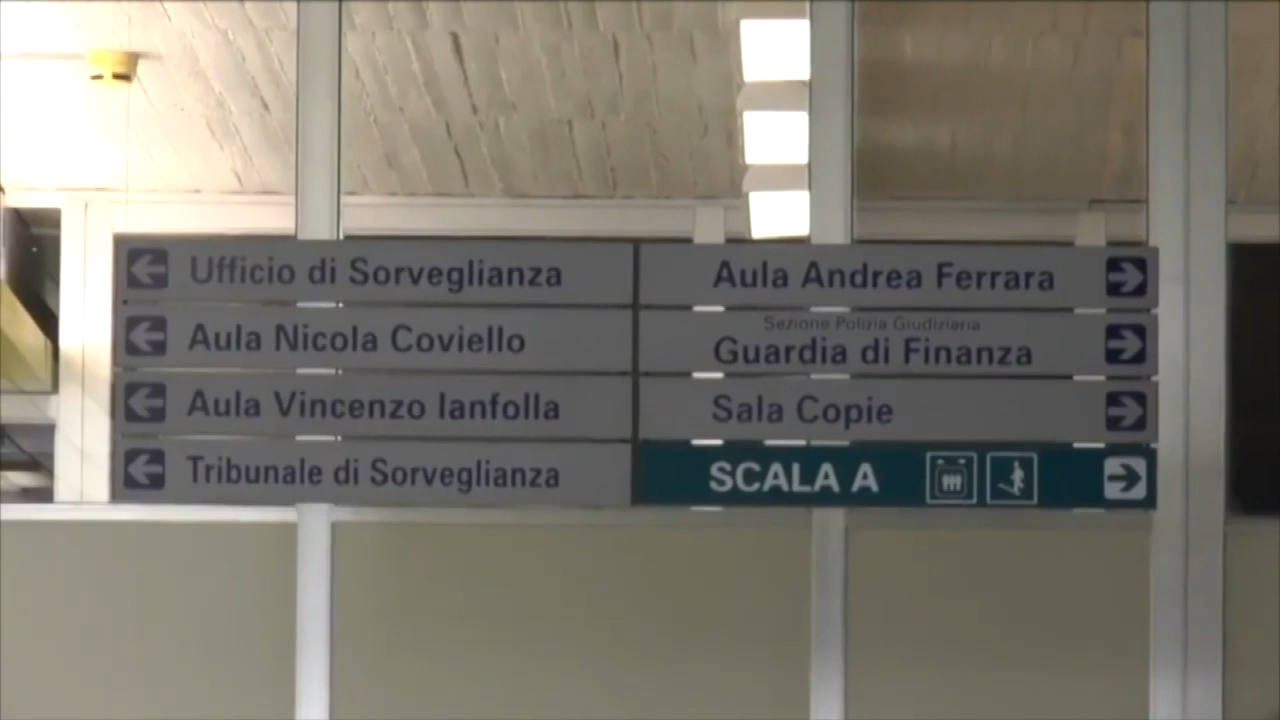 Ufficio di Sorveglianza
Aula Nicola Coviello
Aula Vincenzo Ianfolla
Tribunale di Sorveglianza
Aula Andrea Ferrara
Sezione Polizia Giudiziaria
Guardia di Finanza
Sala Copie
SCALA A